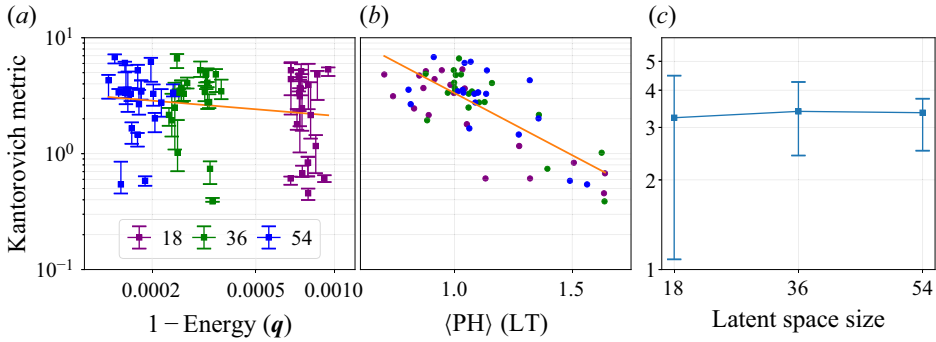 (a) (b) (c)
Kantorovich metric
10¹
10⁰
10⁻¹
18 36 54
0.0002 0.0005 0.0010
1 − Energy (q)
1.0 1.5
⟨PH⟩ (LT)
5
4
3
2
1
18 36 54
Latent space size